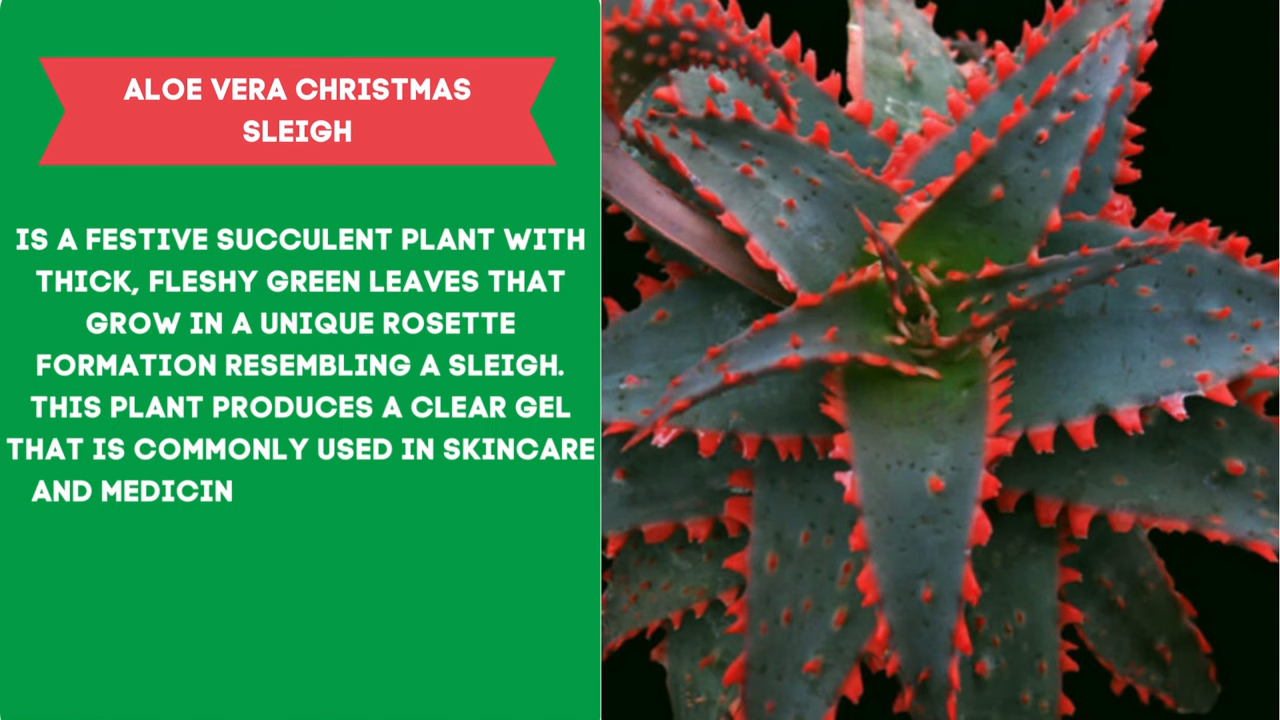 ALOE VERA CHRISTMAS
SLEIGH
IS A FESTIVE SUCCULENT PLANT WITH
THICK, FLESHY GREEN LEAVES THAT
GROW IN A UNIQUE ROSETTE
FORMATION RESEMBLING A SLEIGH.
THIS PLANT PRODUCES A CLEAR GEL
THAT IS COMMONLY USED IN SKINCARE
AND MEDICIN